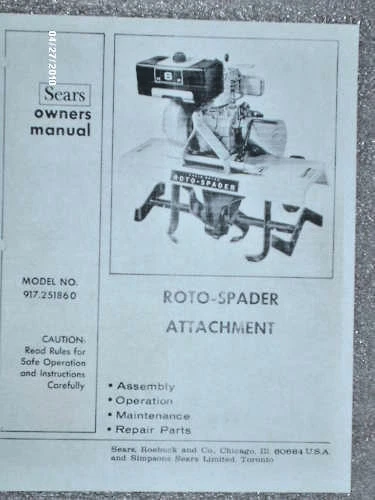 04/27/2010
Sears
owners
manual
8
ROTO-SPADER
MODEL NO.
917.251860
ROTO-SPADER
ATTACHMENT
CAUTION:
Read Rules for
Safe Operation
and Instructions
Carefully
• Assembly
• Operation
• Maintenance
• Repair Parts
Sears, Roebuck and Co., Chicago, Ill. 60684 U.S.A.
and Simpsons Sears Limited, Toronto